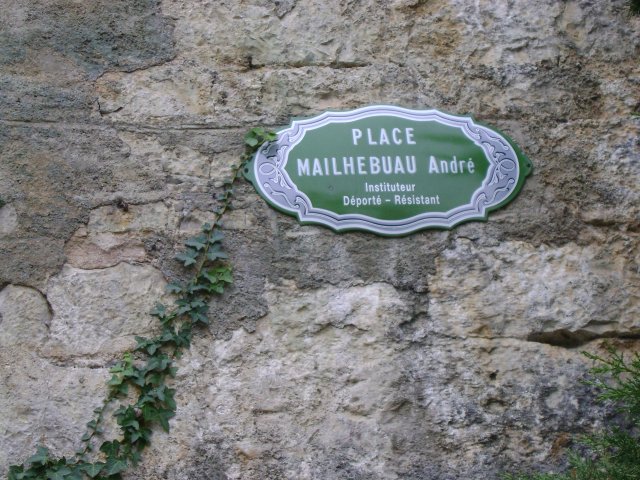 PLACE
MAILHEBUAU André
Instituteur
Déporté - Résistant